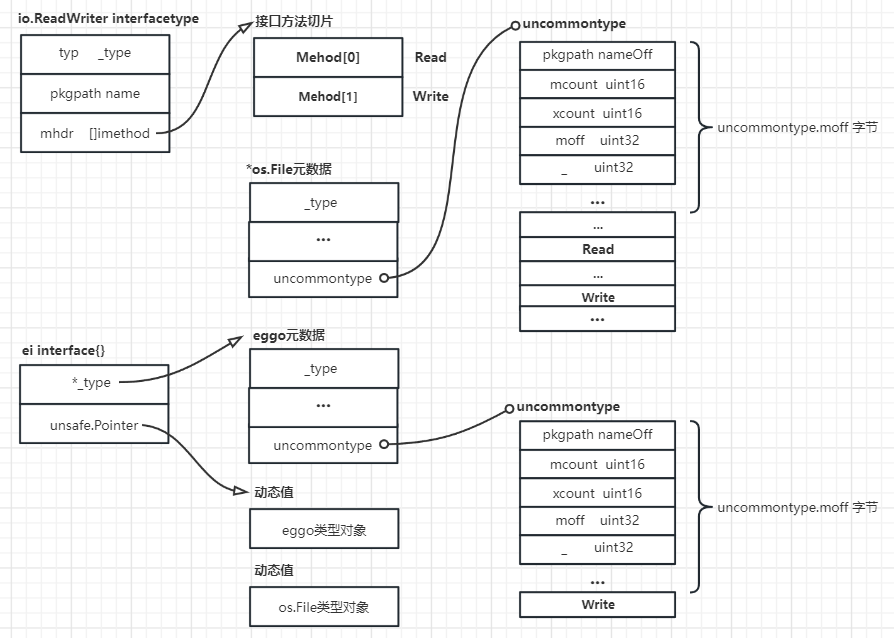 io.ReadWriter interfacetype
typ _type
pkgpath name
mhdr []imethod
接口方法切片
Mehod[0]
Read
Mehod[1]
Write
uncommontype
pkgpath nameOff
mcount uint16
xcount uint16
moff uint32
_ uint32
...
uncommontype.moff 字节
...
Read
...
Write
...
*os.File元数据
_type
...
uncommontype
ei interface{}
*_type
unsafe.Pointer
eggo元数据
_type
...
uncommontype
uncommontype
pkgpath nameOff
mcount uint16
xcount uint16
moff uint32
_ uint32
...
uncommontype.moff 字节
Write
动态值
eggo类型对象
动态值
os.File类型对象